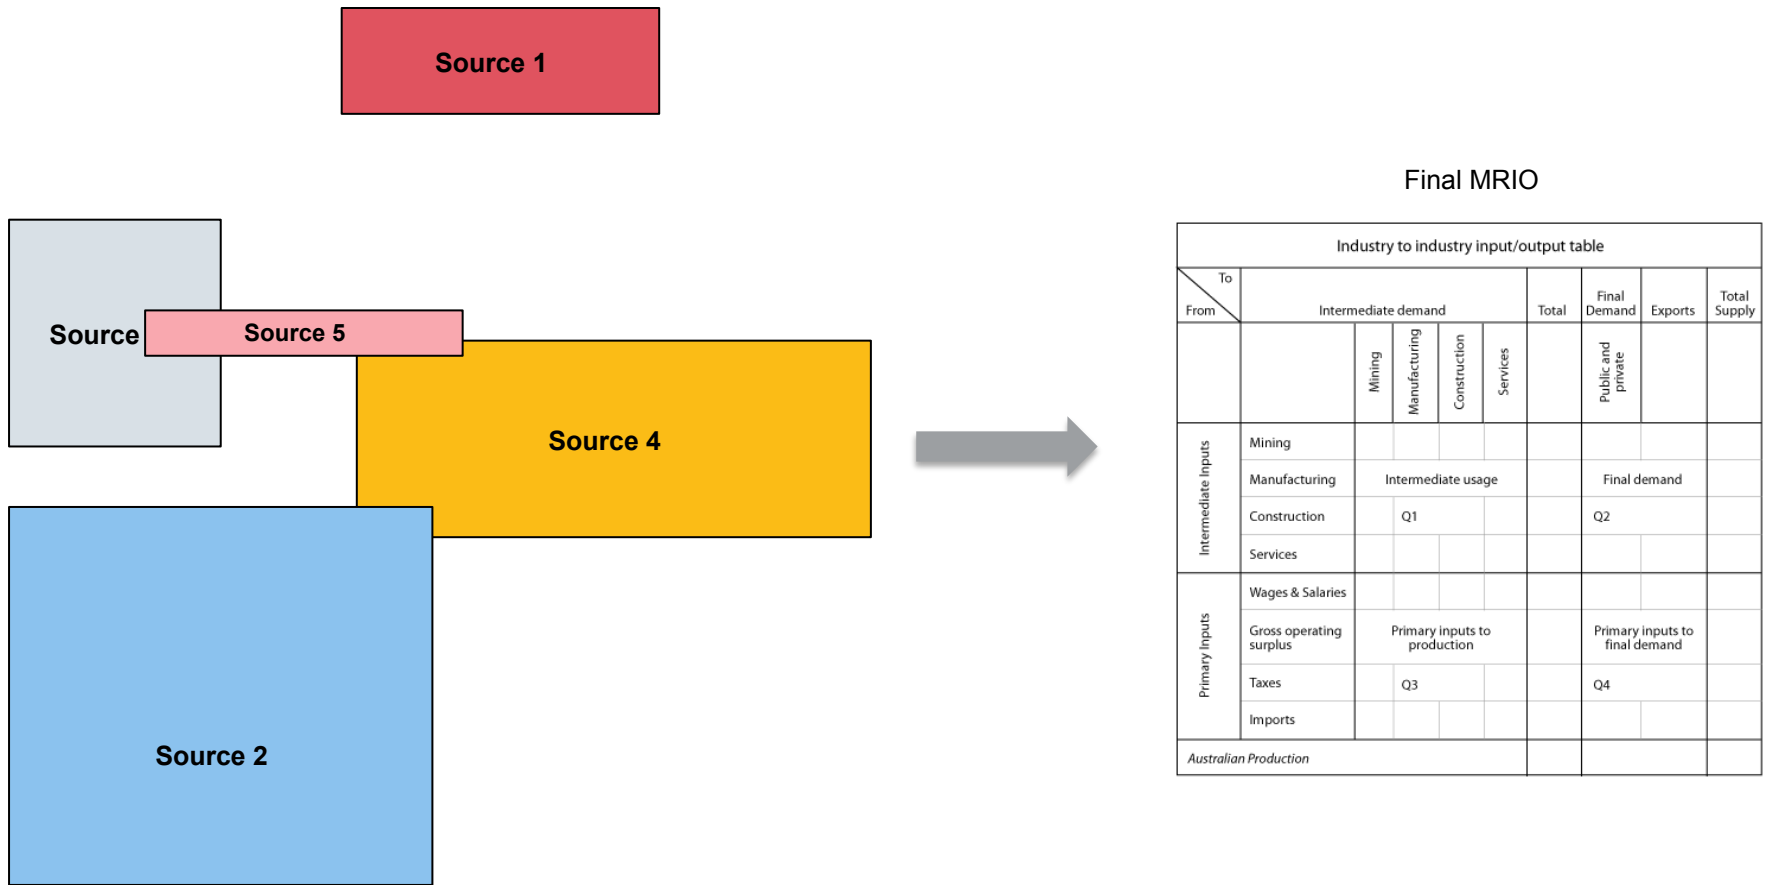 Source 1
Final MRIO
Source
Source 5
Source 4
Source 2
Industry to industry input/output table
To
From
Intermediate demand
Total
Final
Demand
Exports
Total
Supply
Mining
Manufacturing
Construction
Services
Public and
private
Intermediate Inputs
Mining
Manufacturing
Intermediate usage
Final demand
Construction
Q1
Q2
Services
Primary Inputs
Wages & Salaries
Gross operating
surplus
Primary inputs to
production
Primary inputs to
final demand
Taxes
Q3
Q4
Imports
Australian Production